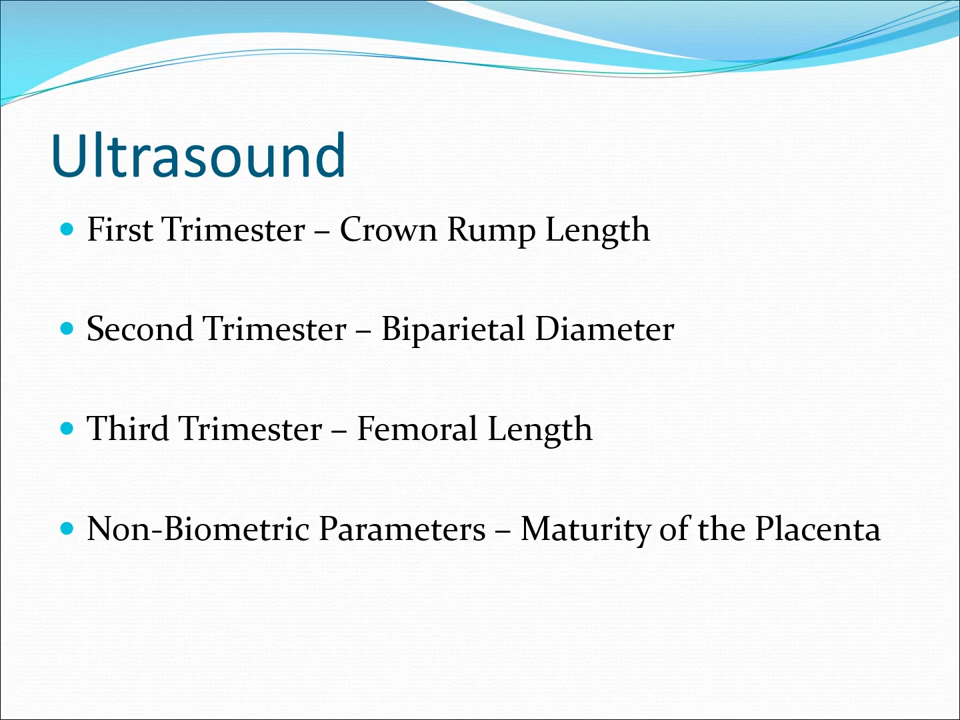 Ultrasound
First Trimester – Crown Rump Length
Second Trimester – Biparietal Diameter
Third Trimester – Femoral Length
Non-Biometric Parameters – Maturity of the Placenta